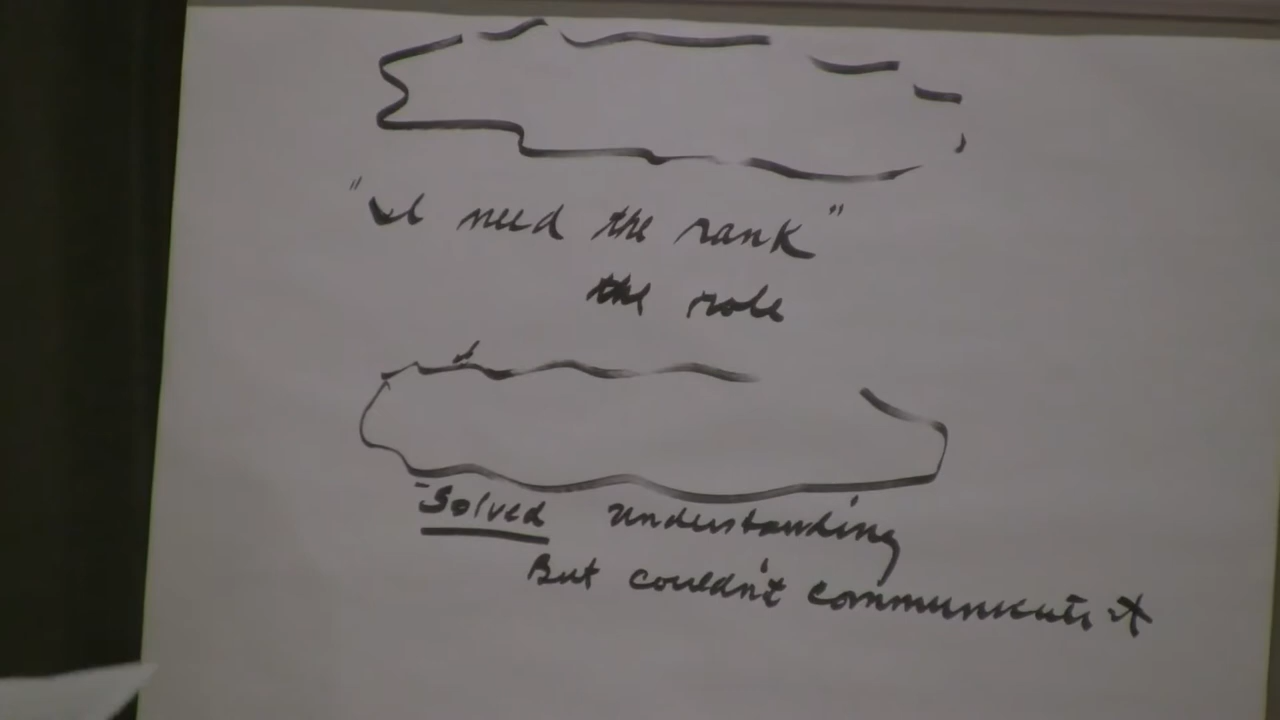 "I need the rank"
the role
Solved understanding
But couldn't communicate it